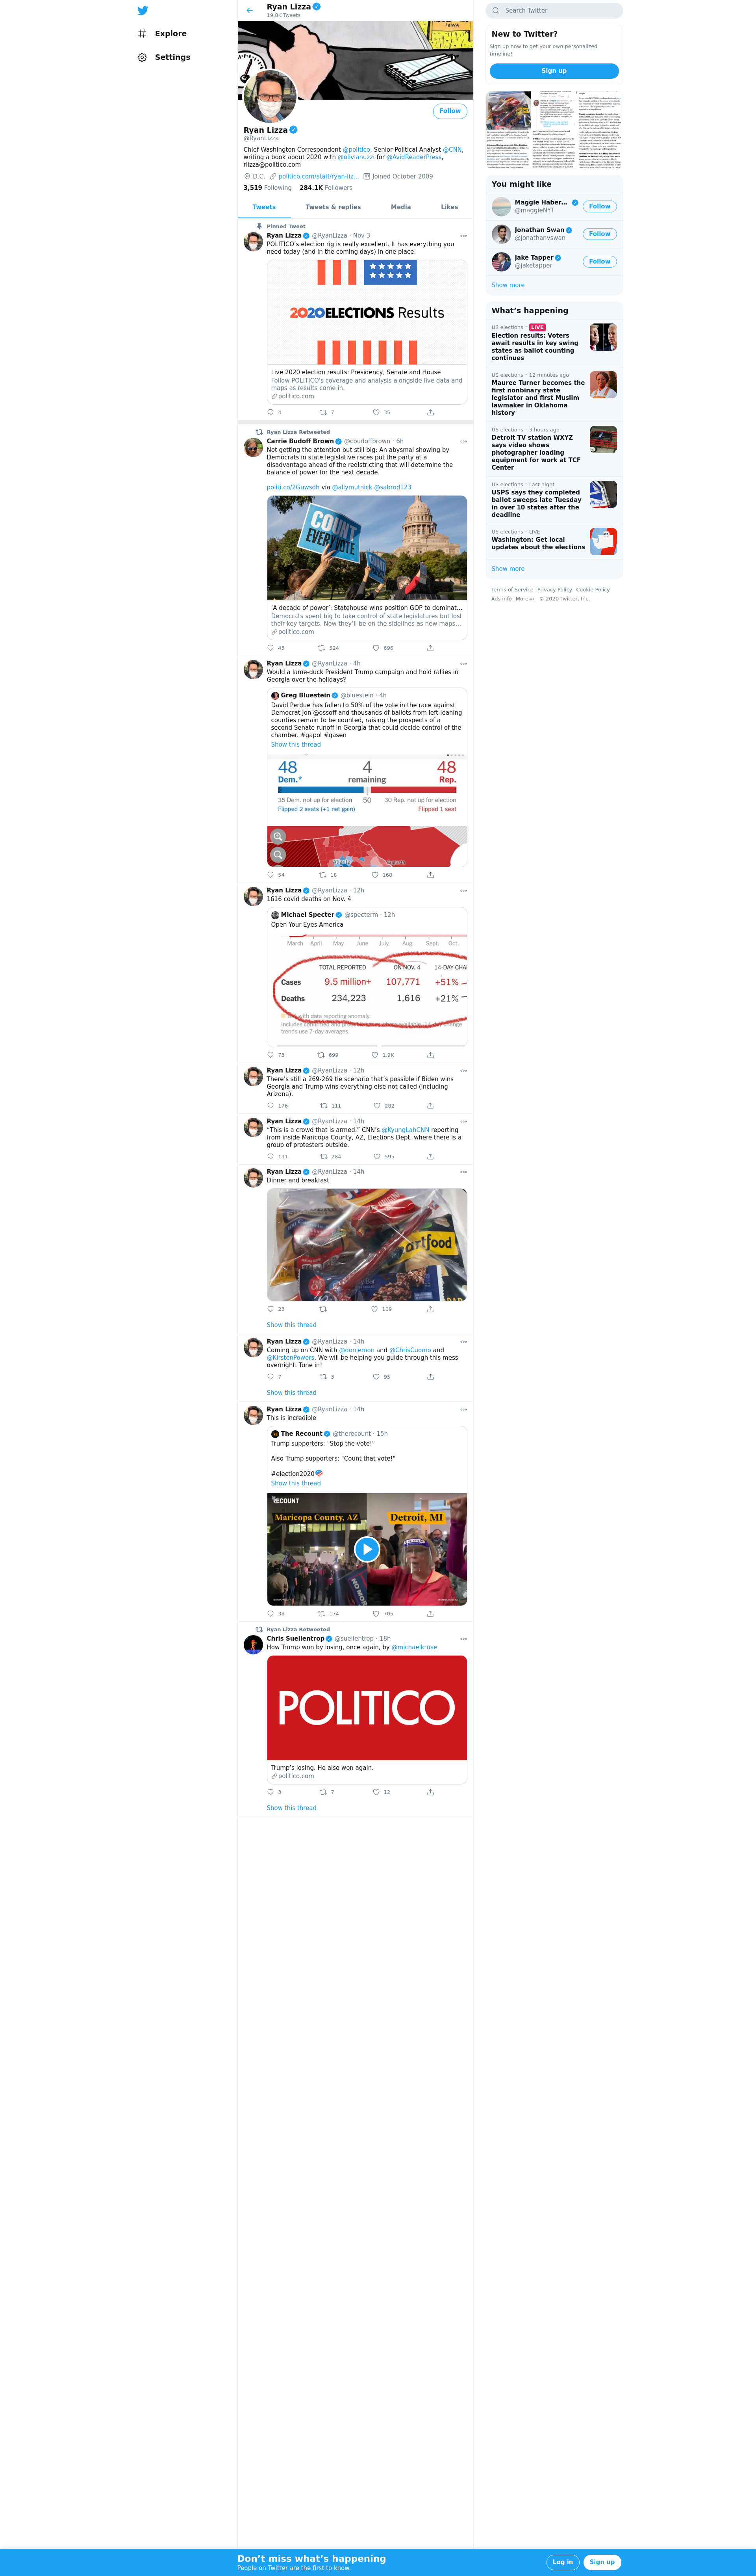 Explore
Settings
Ryan Lizza
19.8K Tweets
Follow
Ryan Lizza
@RyanLizza
Chief Washington Correspondent @politico, Senior Political Analyst @CNN,
writing a book about 2020 with @olivianuzzi for @AvidReaderPress,
rlizza@politico.com
D.C. politico.com/staff/ryan-liz… Joined October 2009
3,519 Following 284.1K Followers
Tweets Tweets & replies Media Likes
Pinned Tweet
Ryan Lizza @RyanLizza · Nov 3
POLITICO's election rig is really excellent. It has everything you
need today (and in the coming days) in one place:
2020ELECTIONS Results
Live 2020 election results: Presidency, Senate and House
Follow POLITICO's coverage and analysis alongside live data and
maps as results come in.
politico.com
4 7 35
Ryan Lizza Retweeted
Carrie Budoff Brown @cbudoffbrown · 6h
Not getting the attention but still big: An abysmal showing by
Democrats in state legislative races put the party at a
disadvantage ahead of the redistricting that will determine the
balance of power for the next decade.
politi.co/2Guwsdh via @allymutnick @sabrod123
COUNT EVERY VOTE
'A decade of power': Statehouse wins position GOP to dominat…
Democrats spent big to take control of state legislatures but lost
their key targets. Now they'll be on the sidelines as new maps…
politico.com
45 524 696
Ryan Lizza @RyanLizza · 4h
Would a lame-duck President Trump campaign and hold rallies in
Georgia over the holidays?
Greg Bluestein @bluestein · 4h
David Perdue has fallen to 50% of the vote in the race against
Democrat Jon @ossoff and thousands of ballots from left-leaning
counties remain to be counted, raising the prospects of a
second Senate runoff in Georgia that could decide control of the
chamber. #gapol #gasen
Show this thread
48 4 48
Dem.* remaining Rep.
35 Dem. not up for election 50 30 Rep. not up for election
Flipped 2 seats (+1 net gain) Flipped 1 seat
Augusta
54 18 168
Ryan Lizza @RyanLizza · 12h
1616 covid deaths on Nov. 4
Michael Specter @specterm · 12h
Open Your Eyes America
March April May June July Aug. Sept. Oct.
TOTAL REPORTED ON NOV. 4 14-DAY CHA
Cases 9.5 million+ 107,771 +51%
Deaths 234,223 1,616 +21%
with data reporting anomaly.
Includes confirmed and
trends use 7-day averages.
73 699 1.9K
Ryan Lizza @RyanLizza · 12h
There's still a 269-269 tie scenario that's possible if Biden wins
Georgia and Trump wins everything else not called (including
Arizona).
176 111 282
Ryan Lizza @RyanLizza · 14h
"This is a crowd that is armed." CNN's @KyungLahCNN reporting
from inside Maricopa County, AZ, Elections Dept. where there is a
group of protesters outside.
131 284 595
Ryan Lizza @RyanLizza · 14h
Dinner and breakfast
artfood
23 109
Show this thread
Ryan Lizza @RyanLizza · 14h
Coming up on CNN with @donlemon and @ChrisCuomo and
@KirstenPowers. We will be helping you guide through this mess
overnight. Tune in!
7 3 95
Show this thread
Ryan Lizza @RyanLizza · 14h
This is incredible
The Recount @therecount · 15h
Trump supporters: "Stop the vote!"
Also Trump supporters: "Count that vote!"
#election2020
Show this thread
RECOUNT
Maricopa County, AZ Detroit, MI
38 174 705
Ryan Lizza Retweeted
Chris Suellentrop @suellentrop · 18h
How Trump won by losing, once again, by @michaelkruse
POLITICO
Trump's losing. He also won again.
politico.com
3 7 12
Show this thread
Search Twitter
New to Twitter?
Sign up now to get your own personalized
timeline!
Sign up
You might like
Maggie Haber…
@maggieNYT
Follow
Jonathan Swan
@jonathanvswan
Follow
Jake Tapper
@jaketapper
Follow
Show more
What's happening
US elections · LIVE
Election results: Voters
await results in key swing
states as ballot counting
continues
US elections · 12 minutes ago
Mauree Turner becomes the
first nonbinary state
legislator and first Muslim
lawmaker in Oklahoma
history
US elections · 3 hours ago
Detroit TV station WXYZ
says video shows
photographer loading
equipment for work at TCF
Center
US elections · Last night
USPS says they completed
ballot sweeps late Tuesday
in over 10 states after the
deadline
US elections · LIVE
Washington: Get local
updates about the elections
Show more
Terms of Service Privacy Policy Cookie Policy
Ads info More ••• © 2020 Twitter, Inc.
Don't miss what's happening
People on Twitter are the first to know.
Log in Sign up